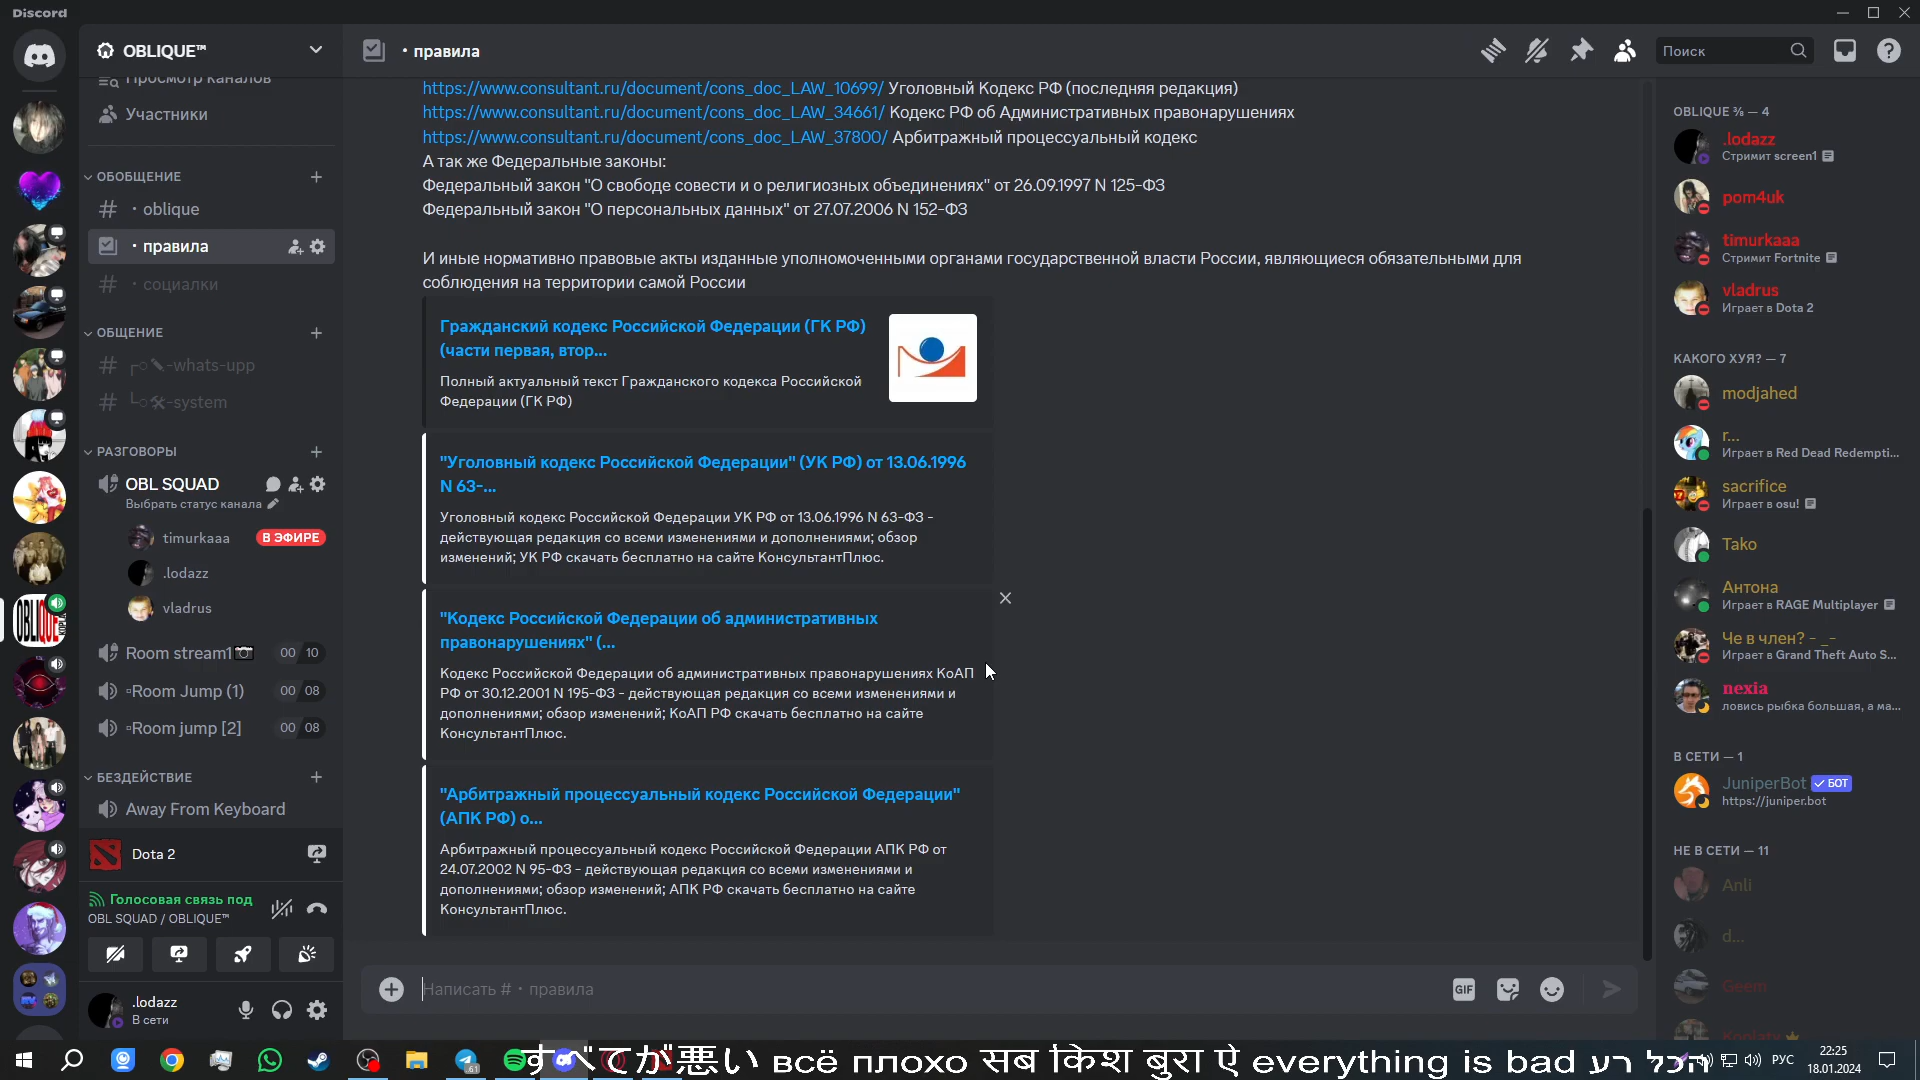 Discord
OBLIQUE™
Просмотр каналов
Участники
ОБОБЩЕНИЕ
・oblique
・правила
・социалки
ОБЩЕНИЕ
┌○✎-whats-upp
└○🛠-system
РАЗГОВОРЫ
OBL SQUAD
Выбрать статус канала
timurkaaa В ЭФИРЕ
.lodazz
vladrus
Room stream1📷 00 10
▫Room Jump (1) 00 08
▫Room jump [2] 00 08
БЕЗДЕЙСТВИЕ
Away From Keyboard
Dota 2
Голосовая связь под
OBL SQUAD / OBLIQUE™
.lodazz
В сети
・правила
Поиск
https://www.consultant.ru/document/cons_doc_LAW_10699/ Уголовный Кодекс РФ (последняя редакция)
https://www.consultant.ru/document/cons_doc_LAW_34661/ Кодекс РФ об Административных правонарушениях
https://www.consultant.ru/document/cons_doc_LAW_37800/ Арбитражный процессуальный кодекс
А так же Федеральные законы:
Федеральный закон "О свободе совести и о религиозных объединениях" от 26.09.1997 N 125-ФЗ
Федеральный закон "О персональных данных" от 27.07.2006 N 152-ФЗ
И иные нормативно правовые акты изданные уполномоченными органами государственной власти России, являющиеся обязательными для
соблюдения на территории самой России
Гражданский кодекс Российской Федерации (ГК РФ)
(части первая, втор...
Полный актуальный текст Гражданского кодекса Российской
Федерации (ГК РФ)
"Уголовный кодекс Российской Федерации" (УК РФ) от 13.06.1996
N 63-...
Уголовный кодекс Российской Федерации УК РФ от 13.06.1996 N 63-ФЗ -
действующая редакция со всеми изменениями и дополнениями; обзор
изменений; УК РФ скачать бесплатно на сайте КонсультантПлюс.
"Кодекс Российской Федерации об административных
правонарушениях" (...
Кодекс Российской Федерации об административных правонарушениях КоАП
РФ от 30.12.2001 N 195-ФЗ - действующая редакция со всеми изменениями и
дополнениями; обзор изменений; КоАП РФ скачать бесплатно на сайте
КонсультантПлюс.
"Арбитражный процессуальный кодекс Российской Федерации"
(АПК РФ) о...
Арбитражный процессуальный кодекс Российской Федерации АПК РФ от
24.07.2002 N 95-ФЗ - действующая редакция со всеми изменениями и
дополнениями; обзор изменений; АПК РФ скачать бесплатно на сайте
КонсультантПлюс.
Написать #・правила
GIF
OBLIQUE ⅗ — 4
.lodazz
Стримит screen1
pom4uk
timurkaaa
Стримит Fortnite
vladrus
Играет в Dota 2
КАКОГО ХУЯ? — 7
modjahed
r...
Играет в Red Dead Redempti...
sacrifice
Играет в osu!
Tako
Антона
Играет в RAGE Multiplayer
Че в член? - _-
Играет в Grand Theft Auto S...
nexia
ловись рыбка большая, а ма...
В СЕТИ — 1
JuniperBot ✓ БОТ
https://juniper.bot
НЕ В СЕТИ — 11
Anli
d...
Geem
すべてが悪い всё плохо सब किश बुरा ऐ everything is bad הכל רע
РУС
22:25
18.01.2024